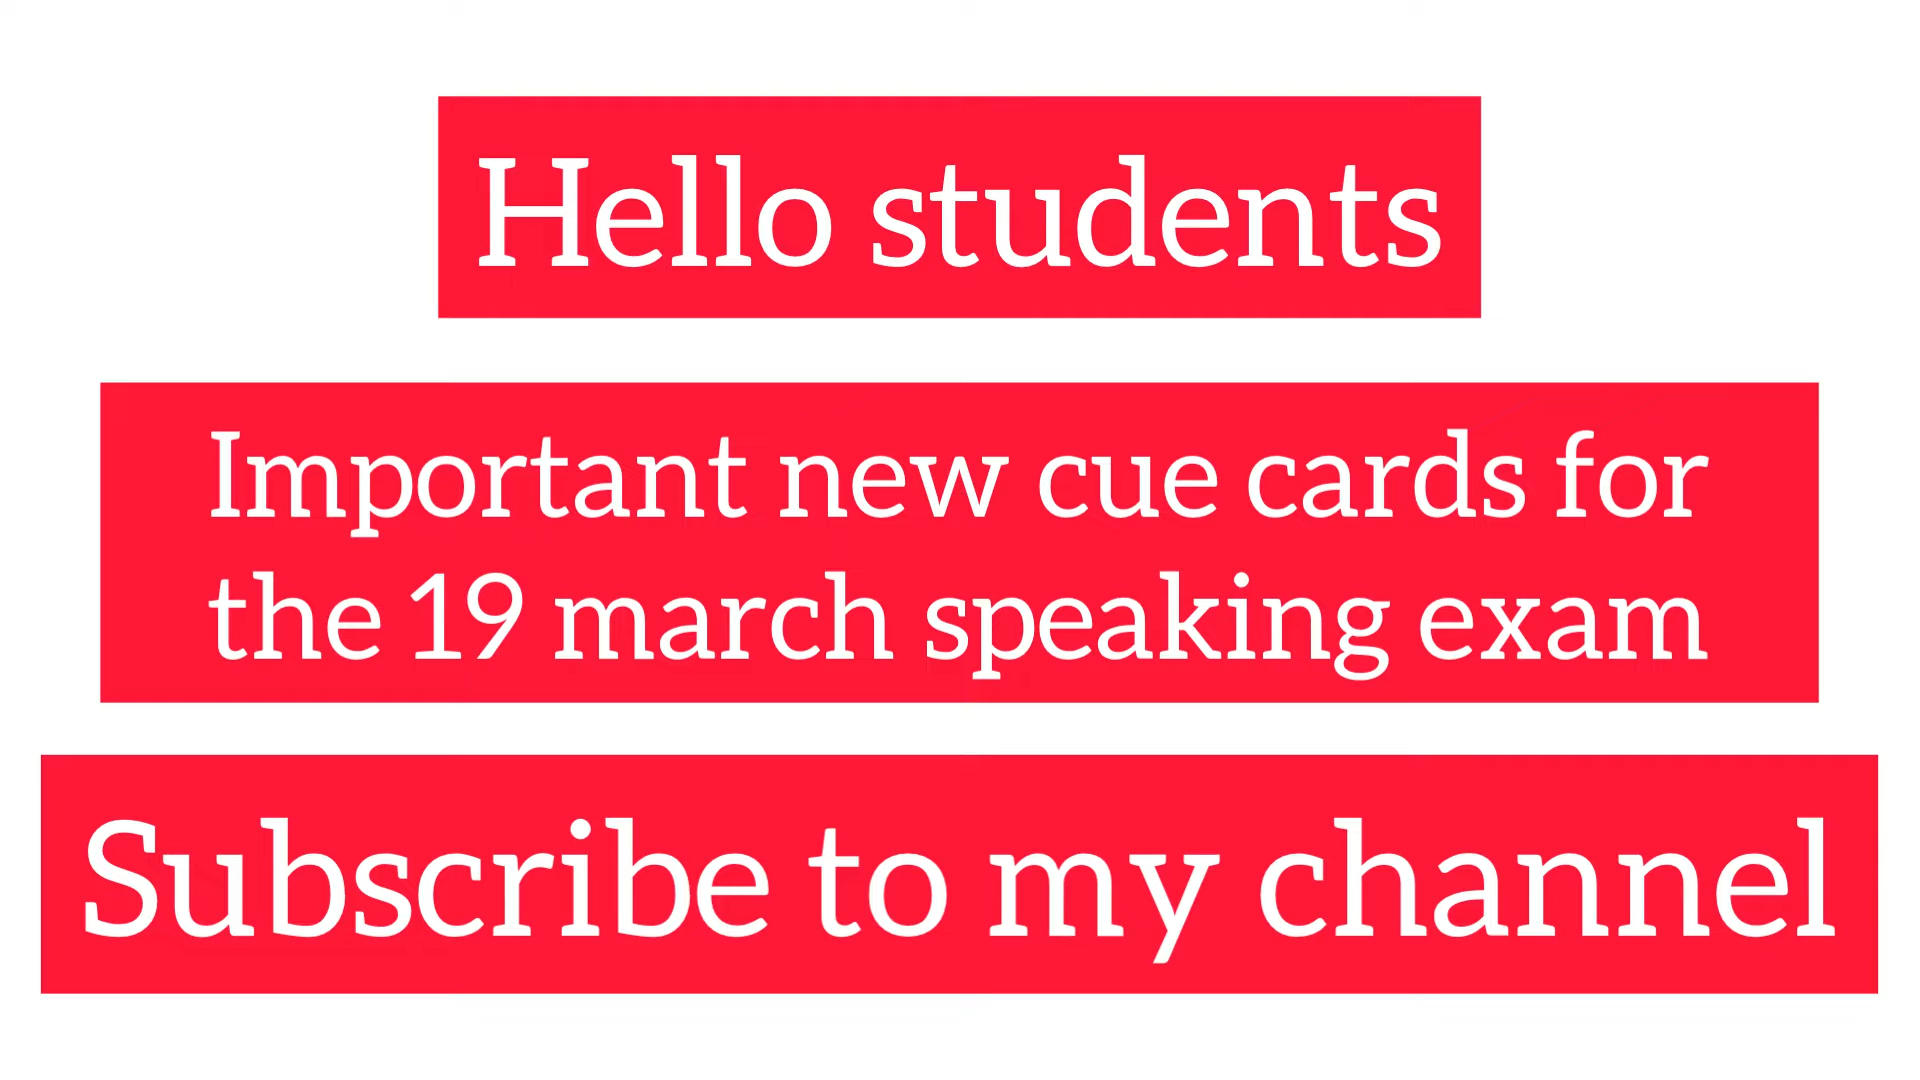 Hello students
Important new cue cards for
the 19 march speaking exam
Subscribe to my channel